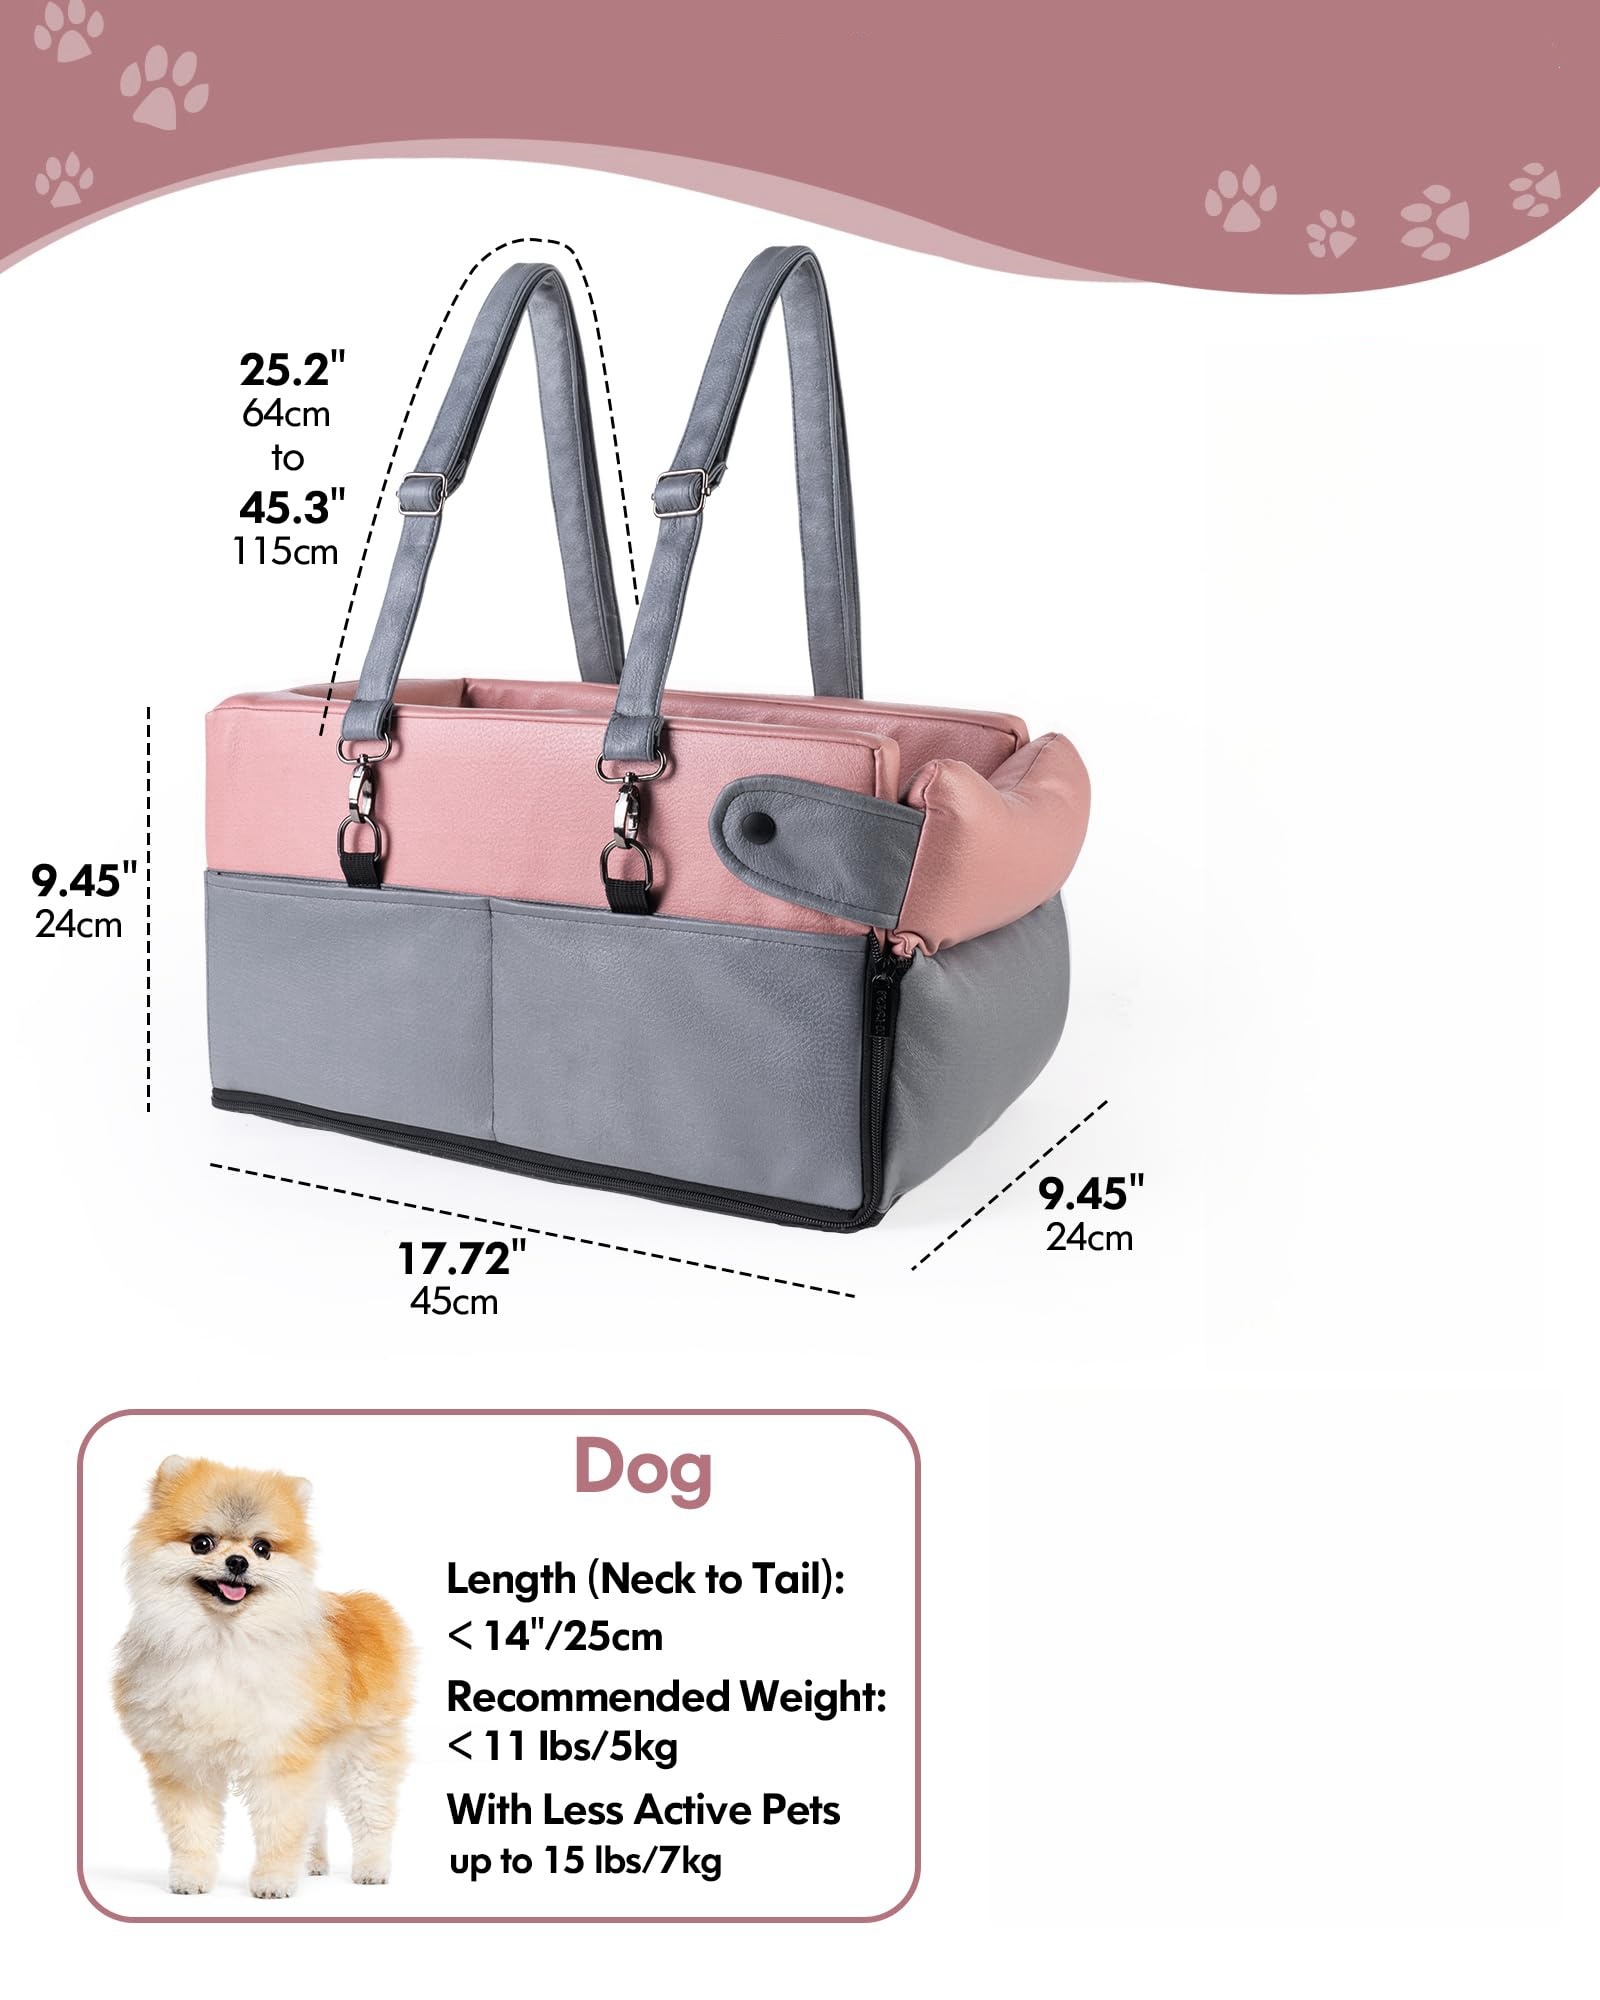 25.2"
64cm
to
45.3"
115cm
9.45"
24cm
9.45"
24cm
17.72"
45cm
Dog
Length (Neck to Tail):
< 14"/25cm
Recommended Weight:
< 11 lbs/5kg
With Less Active Pets
up to 15 lbs/7kg